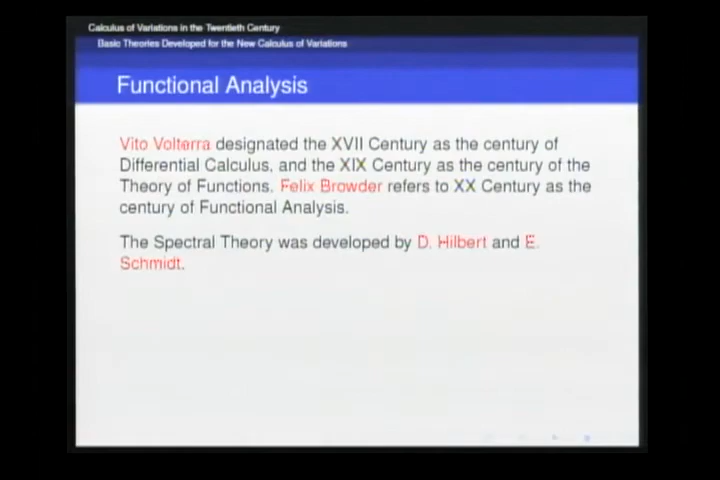 Calculus of Variations in the Twentieth Century
Basic Theories Developed for the New Calculus of Variations
Functional Analysis
Vito Volterra designated the XVII Century as the century of
Differential Calculus, and the XIX Century as the century of the
Theory of Functions. Felix Browder refers to XX Century as the
century of Functional Analysis.
The Spectral Theory was developed by D. Hilbert and E.
Schmidt.